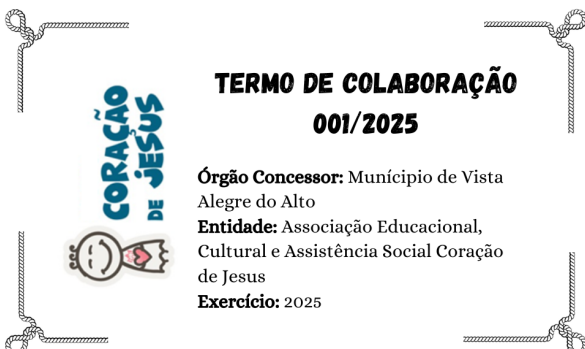 TERMO DE COLABORAÇÃO
001/2025
Órgão Concessor: Munícipio de Vista
Alegre do Alto
Entidade: Associação Educacional,
Cultural e Assistência Social Coração
de Jesus
Exercício: 2025
CORAÇÃO
DE JESUS